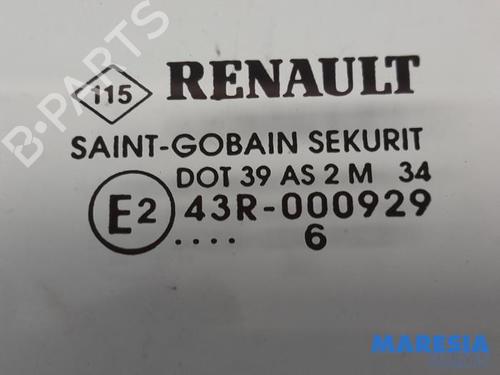 115 RENAULT
SAINT-GOBAIN SEKURIT
DOT 39 AS 2 M 34
E2 43R-000929
.... 6
B-PARTS
MARESIA